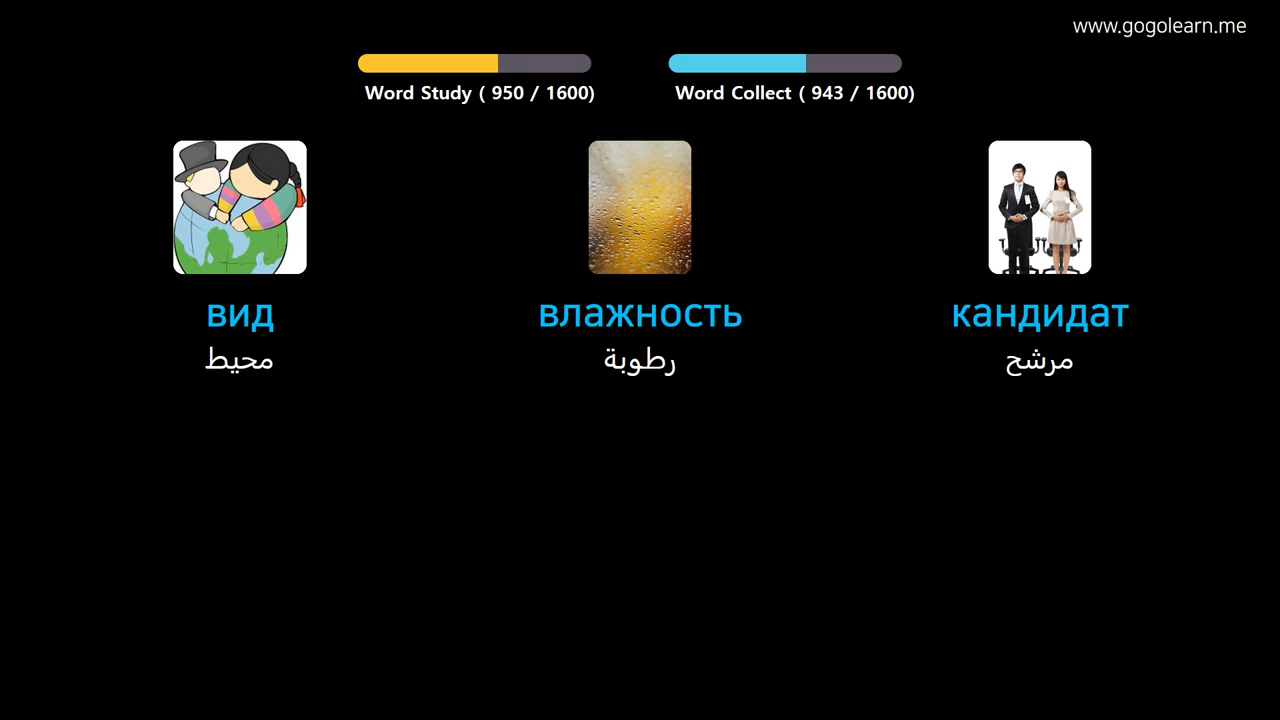 www.gogolearn.me
Word Study ( 950 / 1600)
Word Collect ( 943 / 1600)
вид
влажность
кандидат
محيط
رطوبة
مرشح